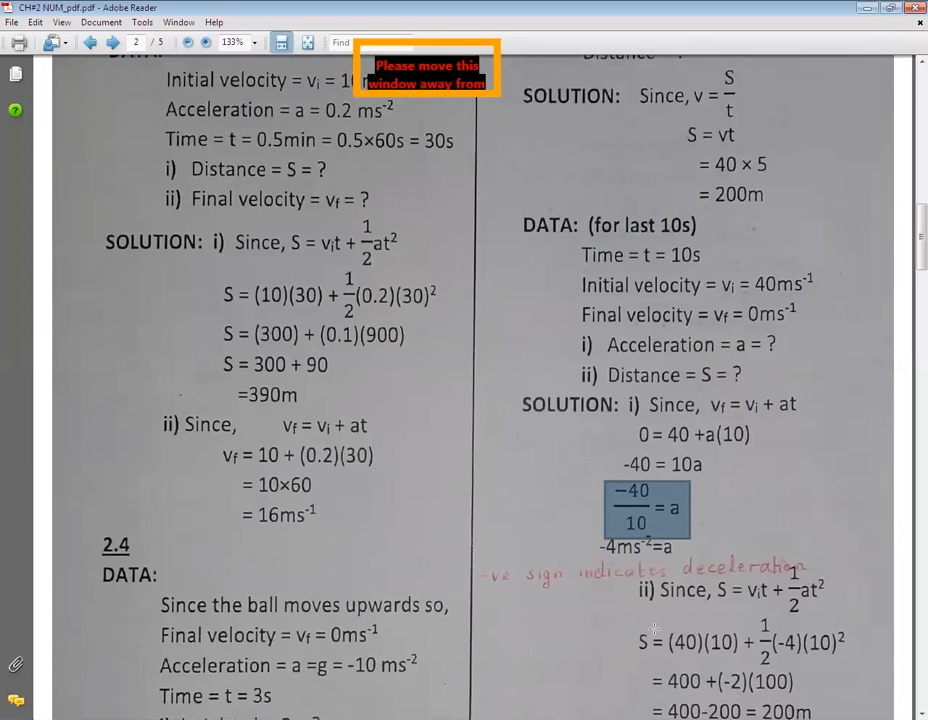 CH#2 NUM_pdf.pdf - Adobe Reader
File Edit View Document Tools Window Help
2 / 5 133% Find
Please move this
window away from
Initial velocity = vᵢ = 10
Acceleration = a = 0.2 ms⁻²
Time = t = 0.5min = 0.5×60s = 30s
i) Distance = S = ?
ii) Final velocity = v_f = ?
SOLUTION: i) Since, S = vᵢt + 1/2 at²
S = (10)(30) + 1/2 (0.2)(30)²
S = (300) + (0.1)(900)
S = 300 + 90
=390m
ii) Since, v_f = vᵢ + at
v_f = 10 + (0.2)(30)
= 10×60
= 16ms⁻¹
2.4
DATA:
Since the ball moves upwards so,
Final velocity = v_f = 0ms⁻¹
Acceleration = a =g = -10 ms⁻²
Time = t = 3s
SOLUTION: Since, v = S/t
S = vt
= 40 × 5
= 200m
DATA: (for last 10s)
Time = t = 10s
Initial velocity = vᵢ = 40ms⁻¹
Final velocity = v_f = 0ms⁻¹
i) Acceleration = a = ?
ii) Distance = S = ?
SOLUTION: i) Since, v_f = vᵢ + at
0 = 40 +a(10)
-40 = 10a
−40/10 = a
-4ms⁻²=a
-ve sign indicates deceleration
ii) Since, S = vᵢt + 1/2 at²
S = (40)(10) + 1/2 (-4)(10)²
= 400 +(-2)(100)
= 400-200 = 200m